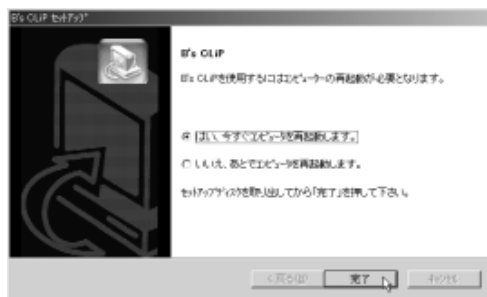 B's CLiP ｾｯﾄｱｯﾌﾟ
B's CLiP
B's CLiPを使用するにはｺﾝﾋﾟｭｰﾀｰの再起動が必要となります。
はい、今すぐｺﾝﾋﾟｭｰﾀを再起動します。
いいえ、あとでｺﾝﾋﾟｭｰﾀを再起動します。
ｾｯﾄｱｯﾌﾟﾃﾞｨｽｸを取り出してから｢完了｣を押して下さい。
< 戻る(B) 完了 ｷｬﾝｾﾙ